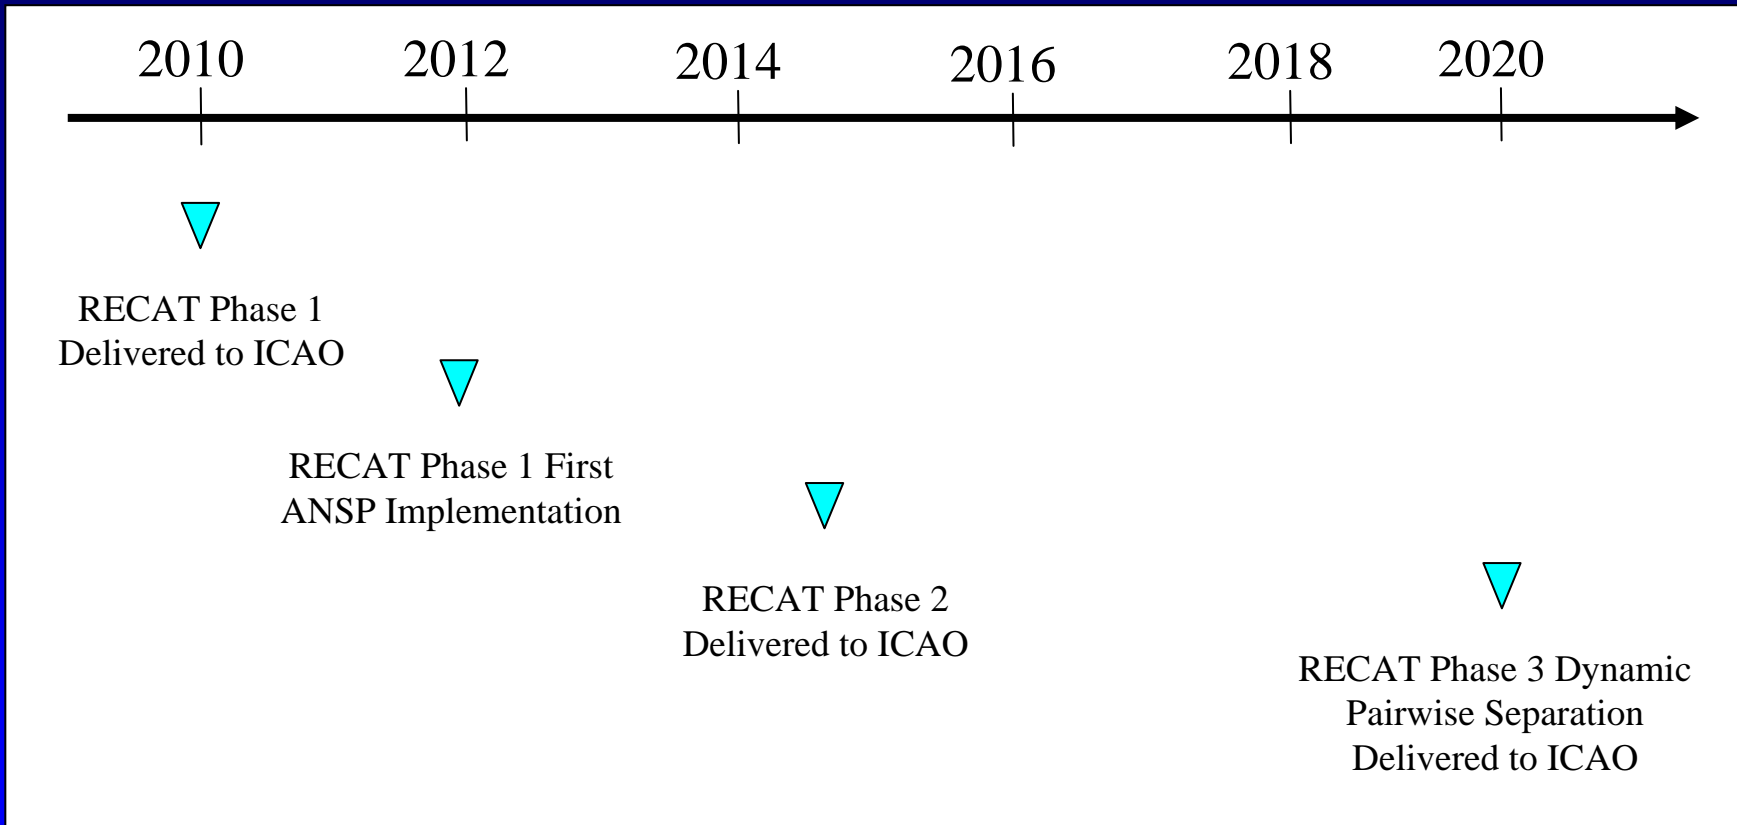 2010 2012 2014 2016 2018 2020
RECAT Phase 1
Delivered to ICAO
RECAT Phase 1 First
ANSP Implementation
RECAT Phase 2
Delivered to ICAO
RECAT Phase 3 Dynamic
Pairwise Separation
Delivered to ICAO